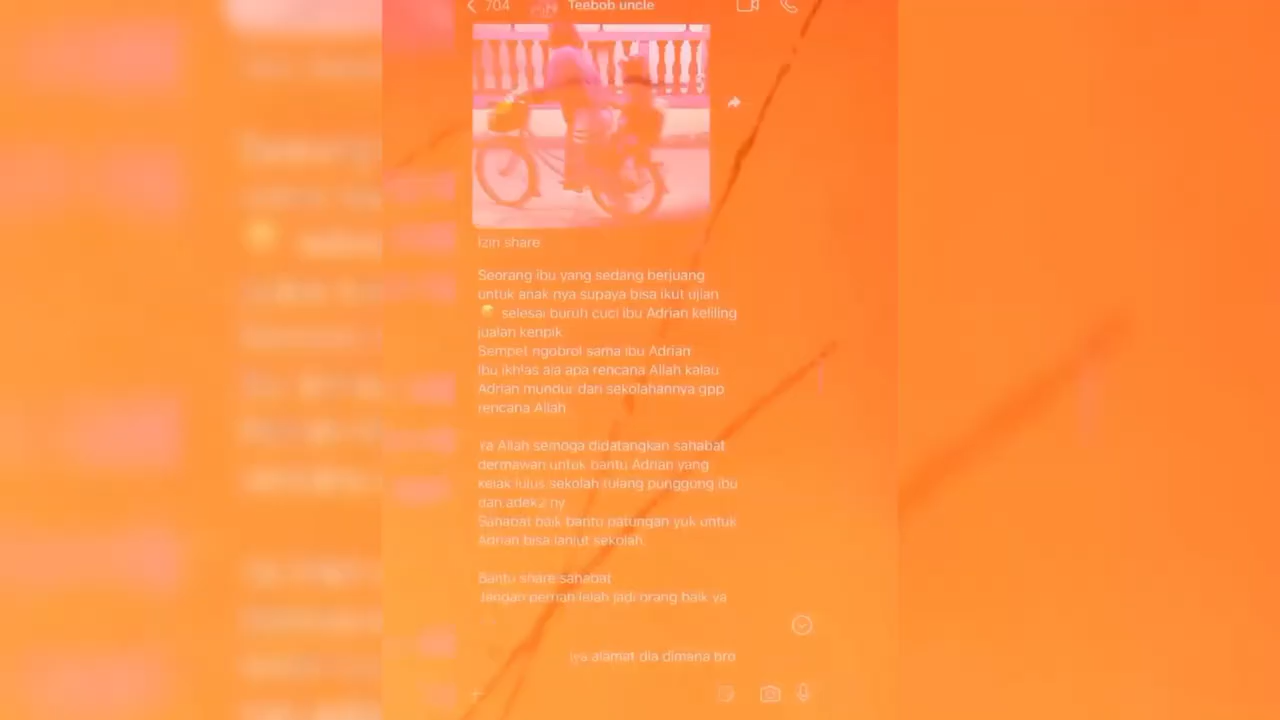 704 Teebob uncle
Izin share
Seorang ibu yang sedang berjuang
untuk anak nya supaya bisa ikut ujian
selesai buruh cuci ibu Adrian keliling
jualan keripik
Sempet ngobrol sama ibu Adrian
Ibu ikhlas aja apa rencana Allah kalau
Adrian mundur dari sekolahannya gpp
rencana Allah
Ya Allah semoga didatangkan sahabat
dermawan untuk bantu Adrian yang
kelak lulus sekolah tulang punggung ibu
dan adek2 ny
Sahabat baik bantu patungan yuk untuk
Adrian bisa lanjut sekolah
Bantu share sahabat
Jangan pernah lelah jadi orang baik ya
iya alamat dia dimana bro